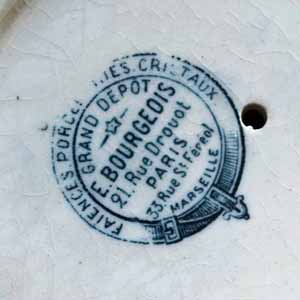 FAIENCES. PORCELAINES. CRISTAUX
GRAND DEPOT
E. BOURGEOIS
21. Rue Drouot
PARIS
33, Rue St Ferréol
MARSEILLE